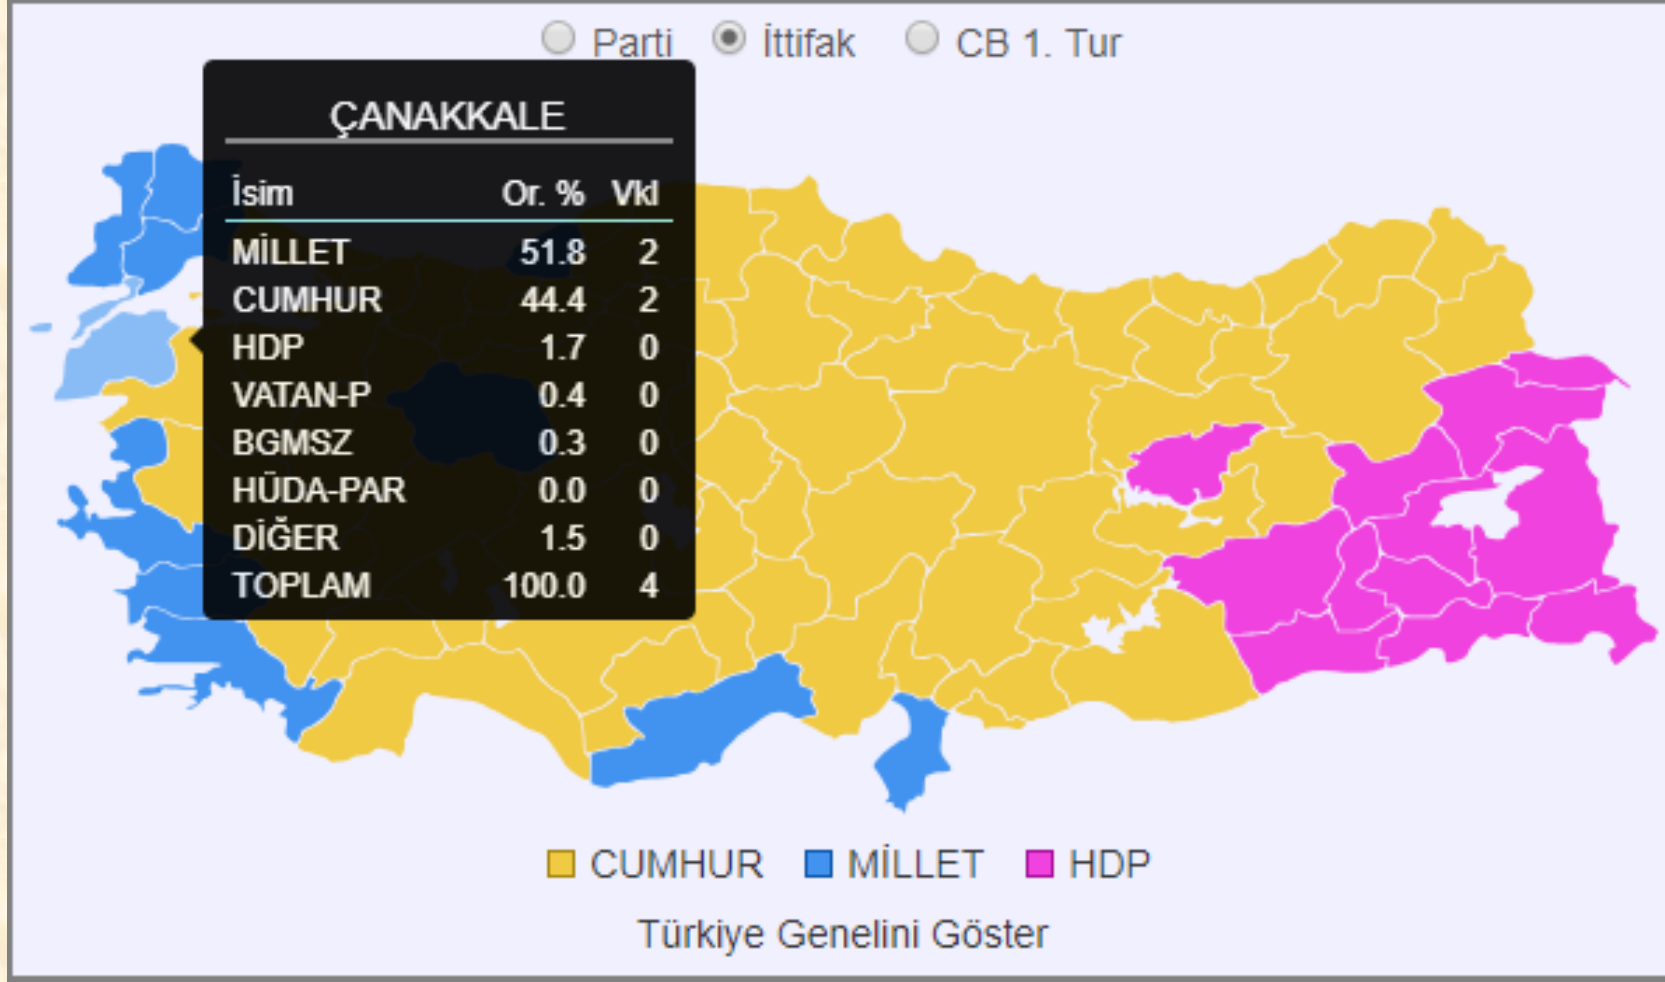 Parti İttifak CB 1. Tur
ÇANAKKALE
İsim Or. % Vkl
MİLLET 51.8 2
CUMHUR 44.4 2
HDP 1.7 0
VATAN-P 0.4 0
BGMSZ 0.3 0
HÜDA-PAR 0.0 0
DİĞER 1.5 0
TOPLAM 100.0 4
CUMHUR MİLLET HDP
Türkiye Genelini Göster